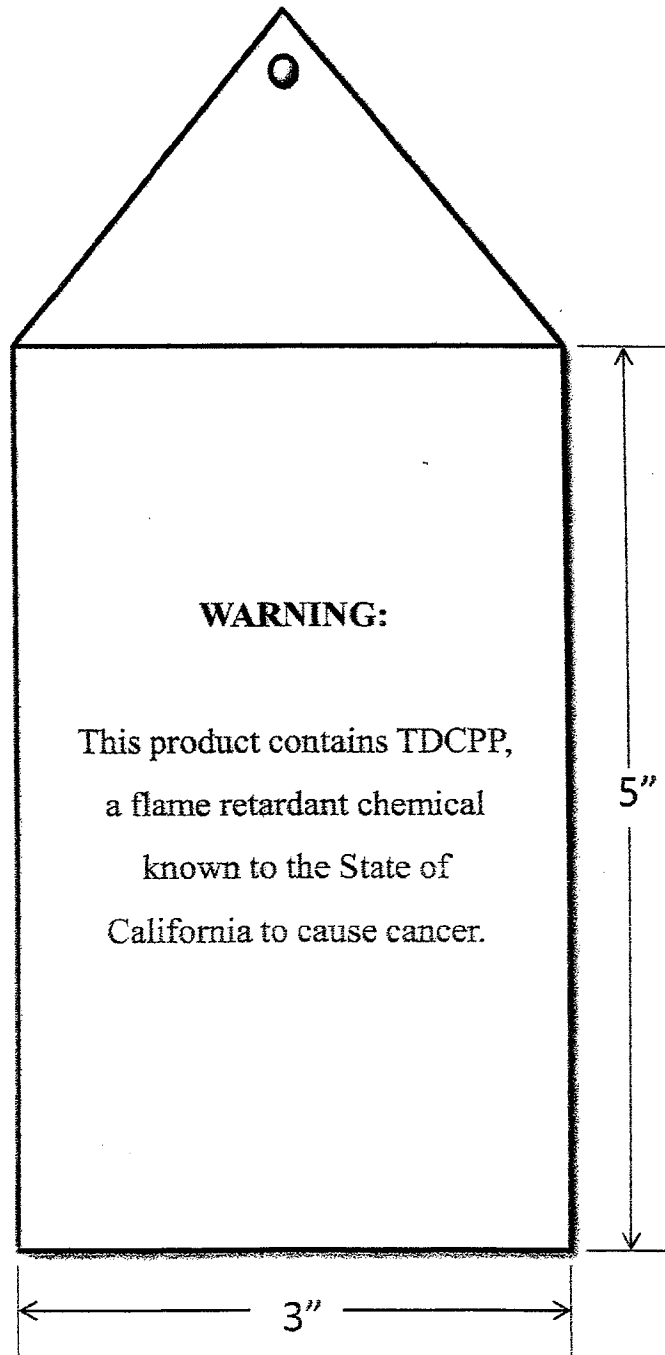 WARNING:
This product contains TDCPP,
a flame retardant chemical
known to the State of
California to cause cancer.
5"
3"